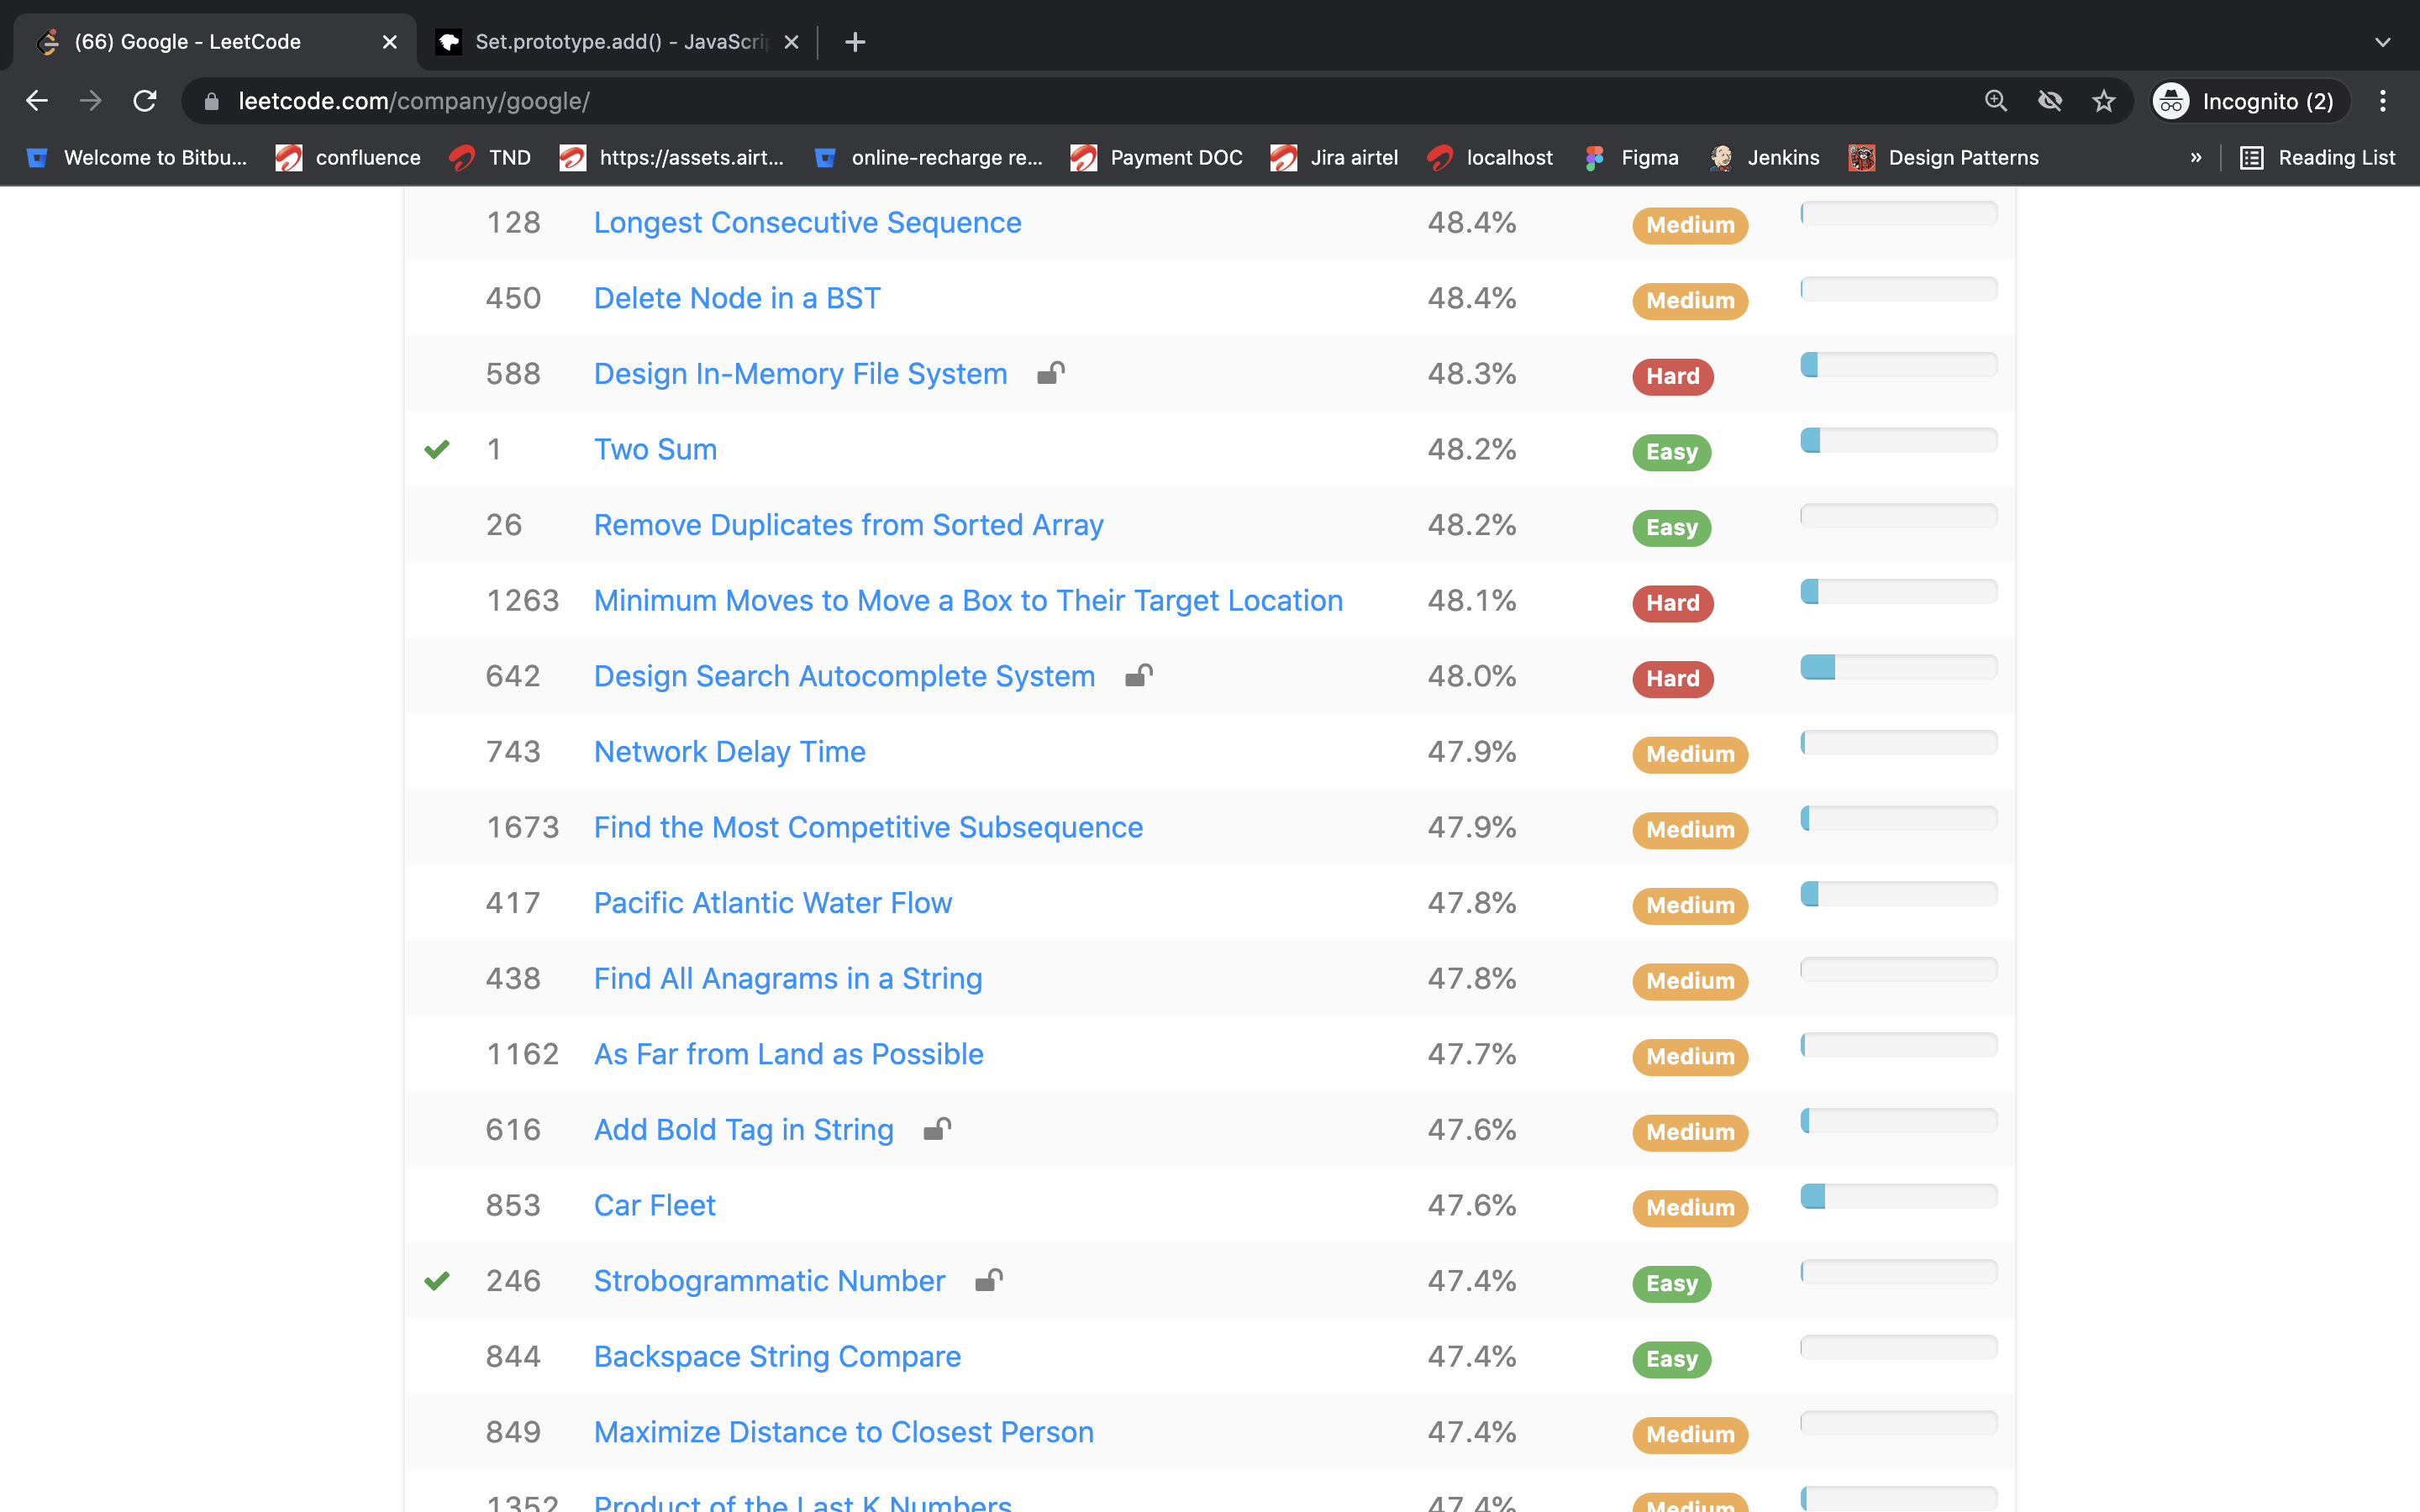 (66) Google - LeetCode
Set.prototype.add() - JavaScrip
leetcode.com/company/google/
Incognito (2)
Welcome to Bitbu...
confluence
TND
https://assets.airt...
online-recharge re...
Payment DOC
Jira airtel
localhost
Figma
Jenkins
Design Patterns
»
Reading List
128 Longest Consecutive Sequence 48.4% Medium
450 Delete Node in a BST 48.4% Medium
588 Design In-Memory File System 48.3% Hard
1 Two Sum 48.2% Easy
26 Remove Duplicates from Sorted Array 48.2% Easy
1263 Minimum Moves to Move a Box to Their Target Location 48.1% Hard
642 Design Search Autocomplete System 48.0% Hard
743 Network Delay Time 47.9% Medium
1673 Find the Most Competitive Subsequence 47.9% Medium
417 Pacific Atlantic Water Flow 47.8% Medium
438 Find All Anagrams in a String 47.8% Medium
1162 As Far from Land as Possible 47.7% Medium
616 Add Bold Tag in String 47.6% Medium
853 Car Fleet 47.6% Medium
246 Strobogrammatic Number 47.4% Easy
844 Backspace String Compare 47.4% Easy
849 Maximize Distance to Closest Person 47.4% Medium
1352 Product of the Last K Numbers 47.4% Medium